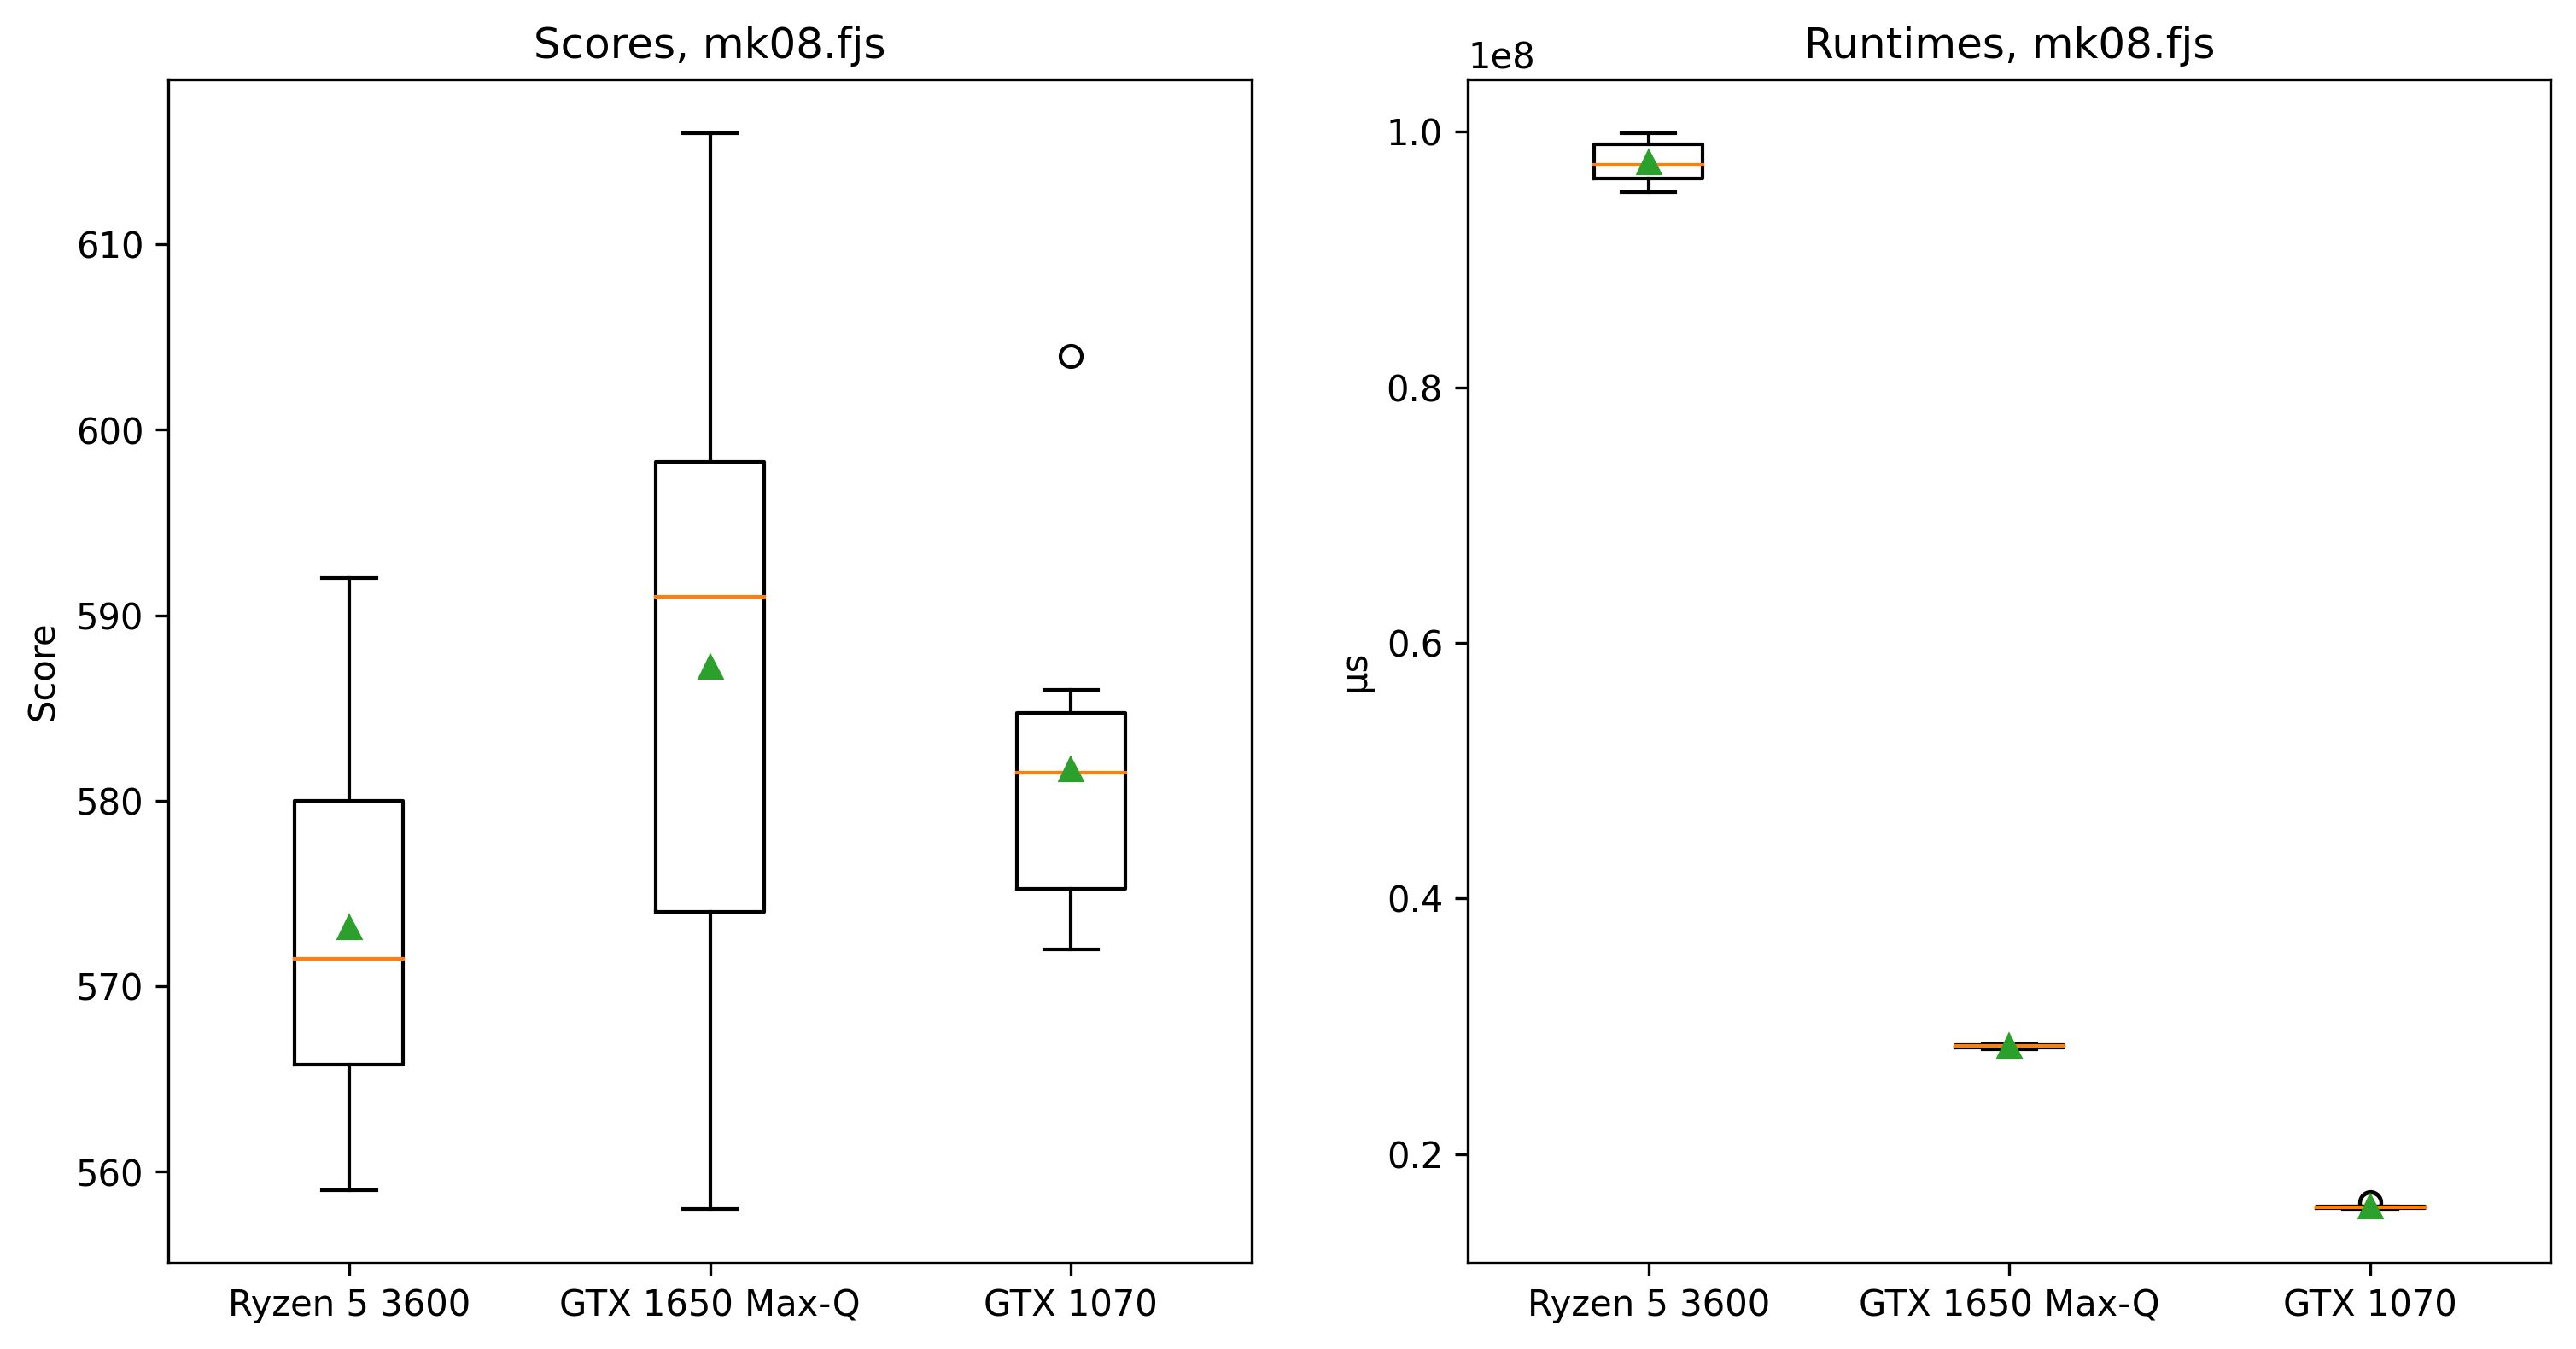 Scores, mk08.fjs
Score
610
600
590
580
570
560
Ryzen 5 3600
GTX 1650 Max-Q
GTX 1070
Runtimes, mk08.fjs
1e8
µs
1.0
0.8
0.6
0.4
0.2
Ryzen 5 3600
GTX 1650 Max-Q
GTX 1070